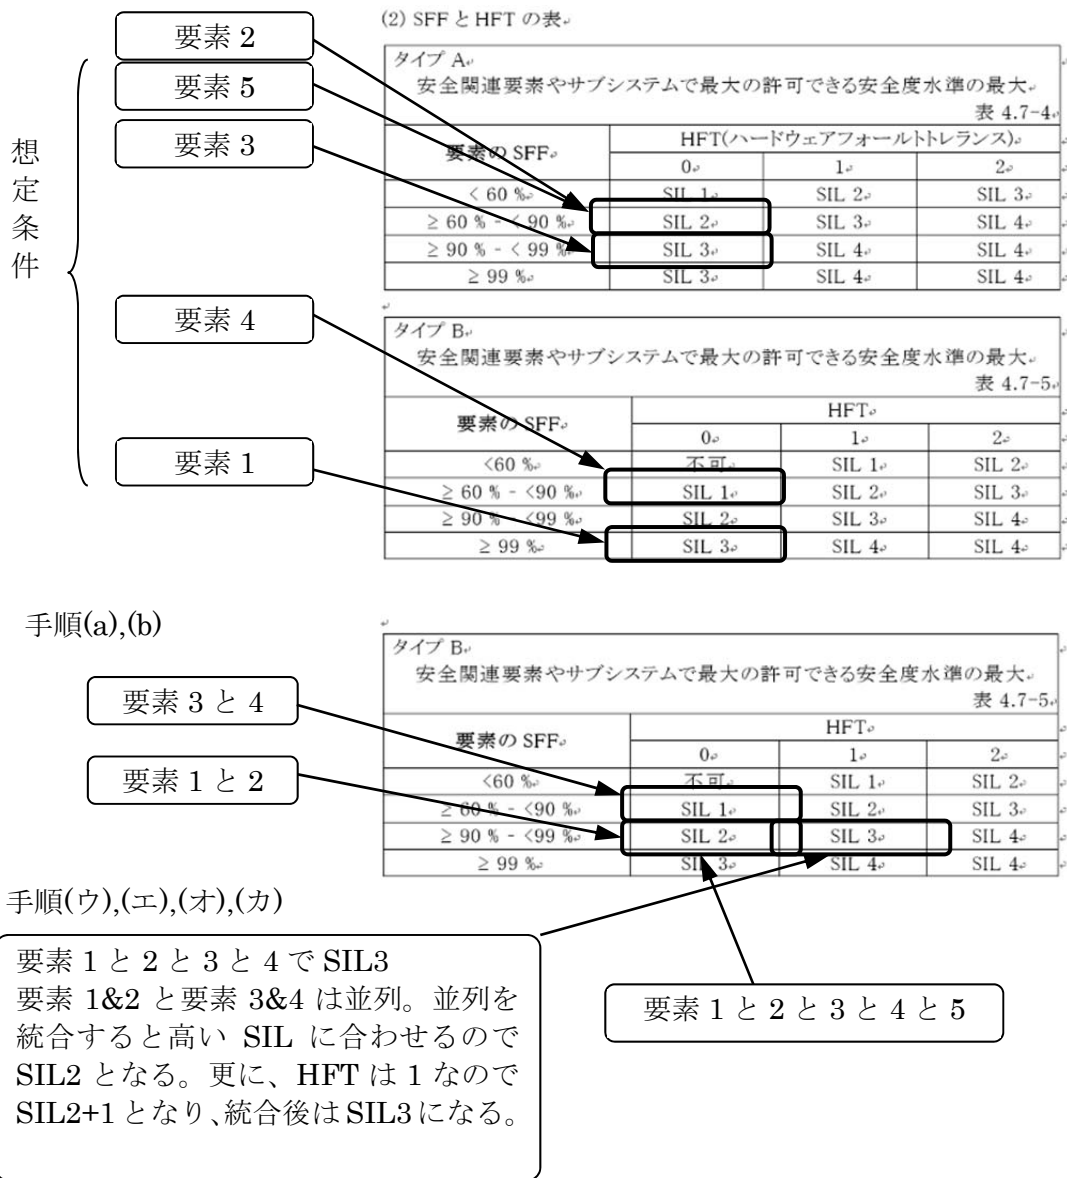 (2) SFF と HFT の表
要素 2
要素 5
要素 3
想定条件
タイプ A
安全関連要素やサブシステムで最大の許可できる安全度水準の最大
表 4.7-4
要素の SFF
HFT(ハードウェアフォールトトレランス)
0 1 2
< 60 % SIL 1 SIL 2 SIL 3
≥ 60 % - < 90 % SIL 2 SIL 3 SIL 4
≥ 90 % - < 99 % SIL 3 SIL 4 SIL 4
≥ 99 % SIL 3 SIL 4 SIL 4
要素 4
要素 1
タイプ B
安全関連要素やサブシステムで最大の許可できる安全度水準の最大
表 4.7-5
要素の SFF
HFT
0 1 2
<60 % 不可 SIL 1 SIL 2
≥ 60 % - <90 % SIL 1 SIL 2 SIL 3
≥ 90 % - <99 % SIL 2 SIL 3 SIL 4
≥ 99 % SIL 3 SIL 4 SIL 4
手順(a),(b)
要素 3 と 4
要素 1 と 2
タイプ B
安全関連要素やサブシステムで最大の許可できる安全度水準の最大
表 4.7-5
要素の SFF
HFT
0 1 2
<60 % 不可 SIL 1 SIL 2
≥ 60 % - <90 % SIL 1 SIL 2 SIL 3
≥ 90 % - <99 % SIL 2 SIL 3 SIL 4
≥ 99 % SIL 3 SIL 4 SIL 4
手順(ウ),(エ),(オ),(カ)
要素 1 と 2 と 3 と 4 で SIL3
要素 1&2 と要素 3&4 は並列。並列を
統合すると高い SIL に合わせるので
SIL2 となる。更に、HFT は 1 なので
SIL2+1 となり、統合後は SIL3 になる。
要素 1 と 2 と 3 と 4 と 5